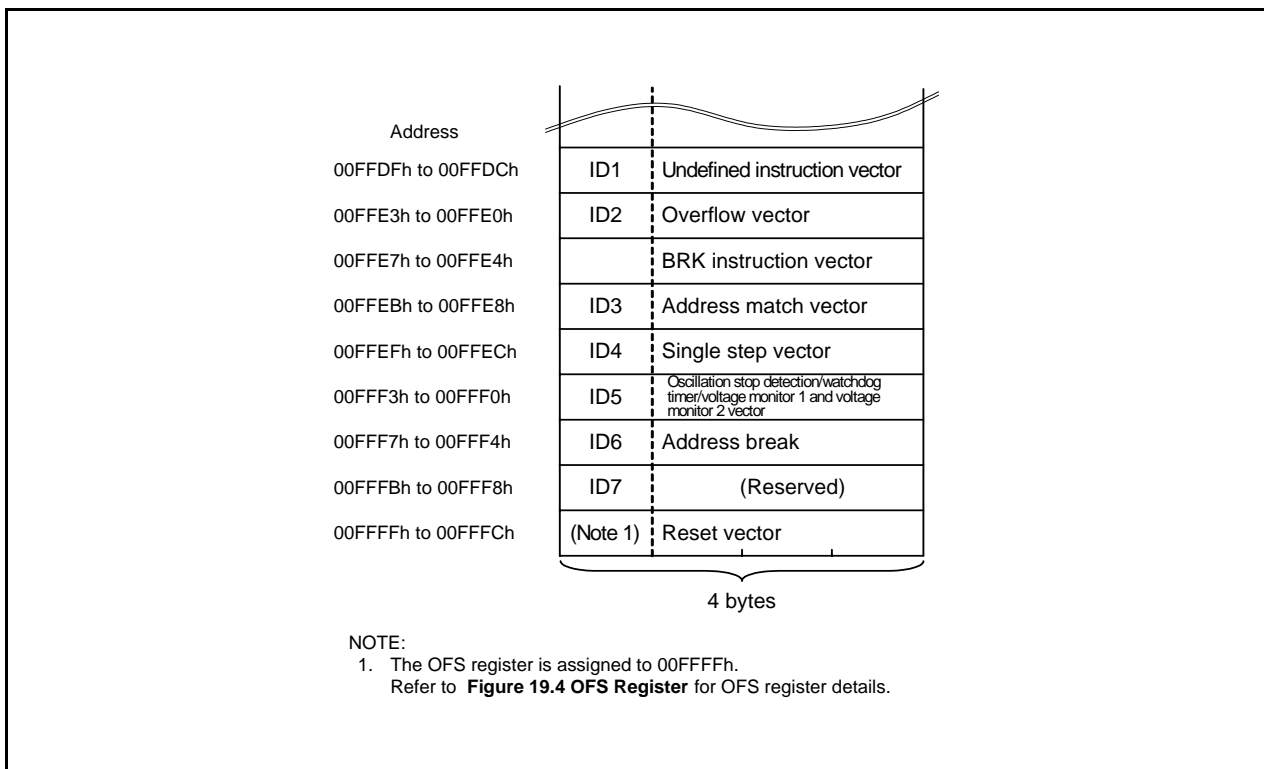 Address
00FFDFh to 00FFDCh ID1 Undefined instruction vector
00FFE3h to 00FFE0h ID2 Overflow vector
00FFE7h to 00FFE4h BRK instruction vector
00FFEBh to 00FFE8h ID3 Address match vector
00FFEFh to 00FFECh ID4 Single step vector
00FFF3h to 00FFF0h ID5 Oscillation stop detection/watchdog
timer/voltage monitor 1 and voltage
monitor 2 vector
00FFF7h to 00FFF4h ID6 Address break
00FFFBh to 00FFF8h ID7 (Reserved)
00FFFFh to 00FFFCh (Note 1) Reset vector
4 bytes
NOTE:
1. The OFS register is assigned to 00FFFFh.
Refer to Figure 19.4 OFS Register for OFS register details.